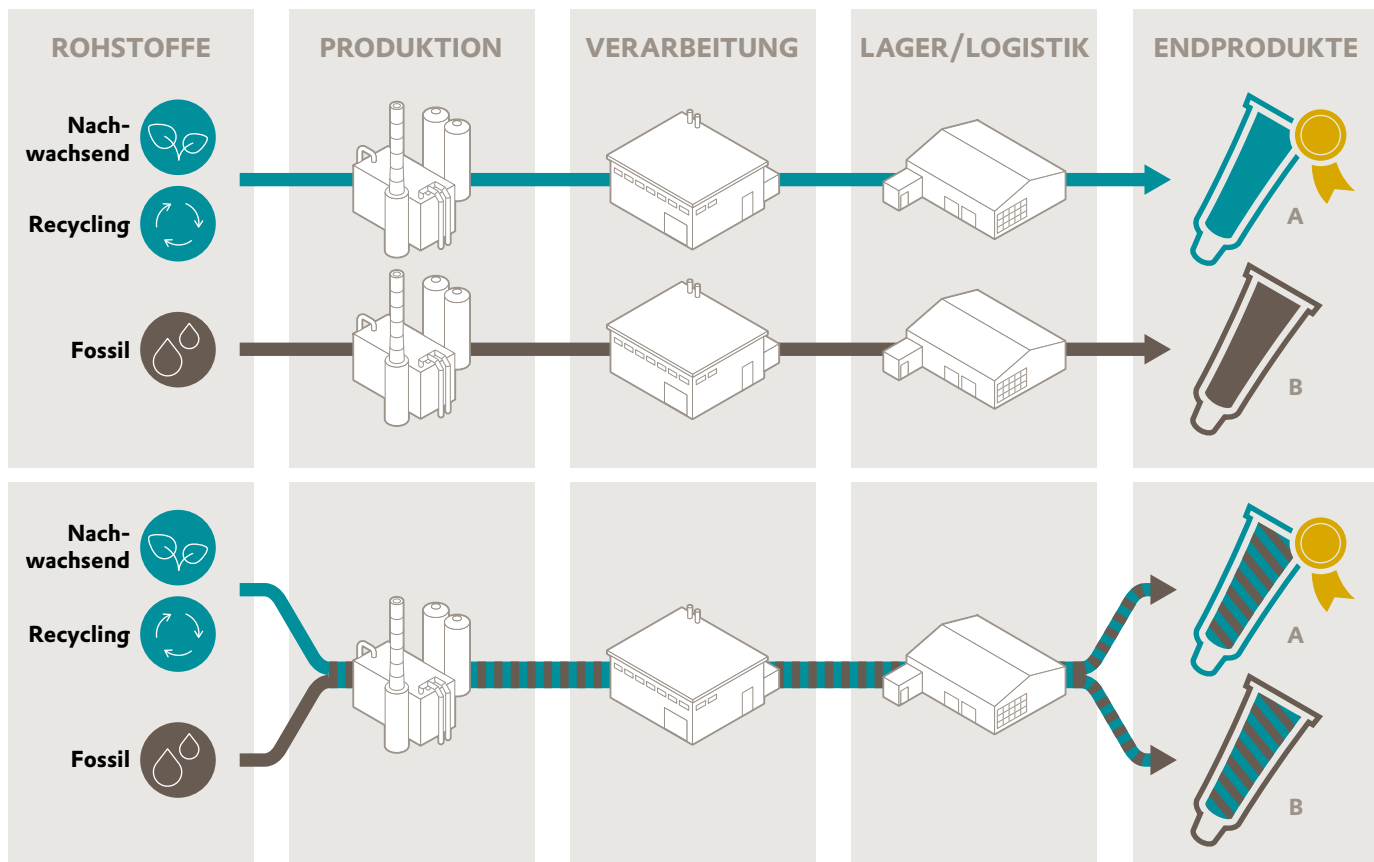 ROHSTOFFE
PRODUKTION
VERARBEITUNG
LAGER/LOGISTIK
ENDPRODUKTE
Nach-
wachsend
Recycling
A
Fossil
B
Nach-
wachsend
Recycling
A
Fossil
B